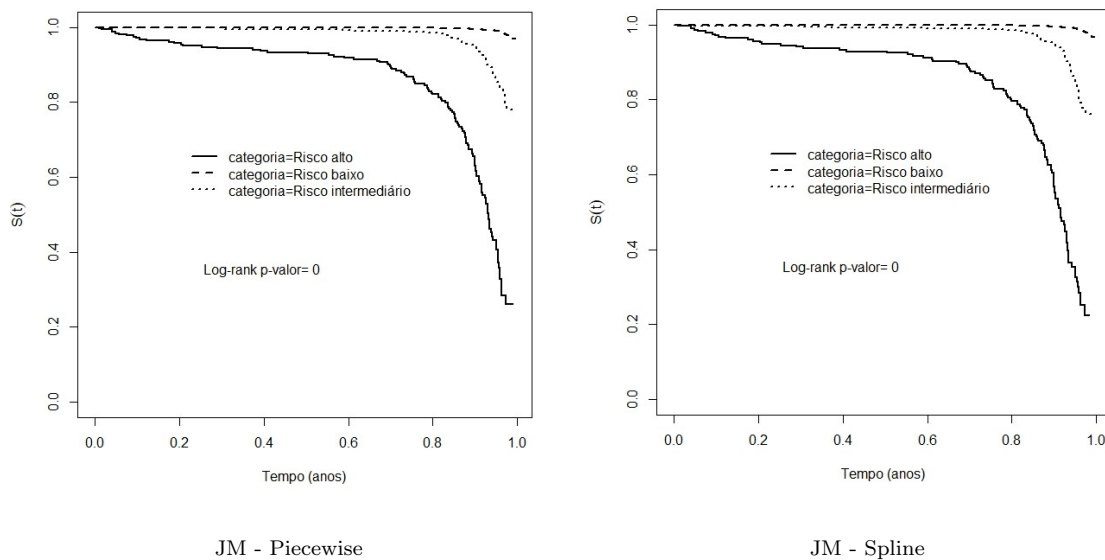 1.0
0.8
0.6
0.4
0.2
0.0
S(t)
categoria=Risco alto
categoria=Risco baixo
categoria=Risco intermediário
Log-rank p-valor= 0
0.0 0.2 0.4 0.6 0.8 1.0
Tempo (anos)
JM - Piecewise
1.0
0.8
0.6
0.4
0.2
0.0
S(t)
categoria=Risco alto
categoria=Risco baixo
categoria=Risco intermediário
Log-rank p-valor= 0
0.0 0.2 0.4 0.6 0.8 1.0
Tempo (anos)
JM - Spline